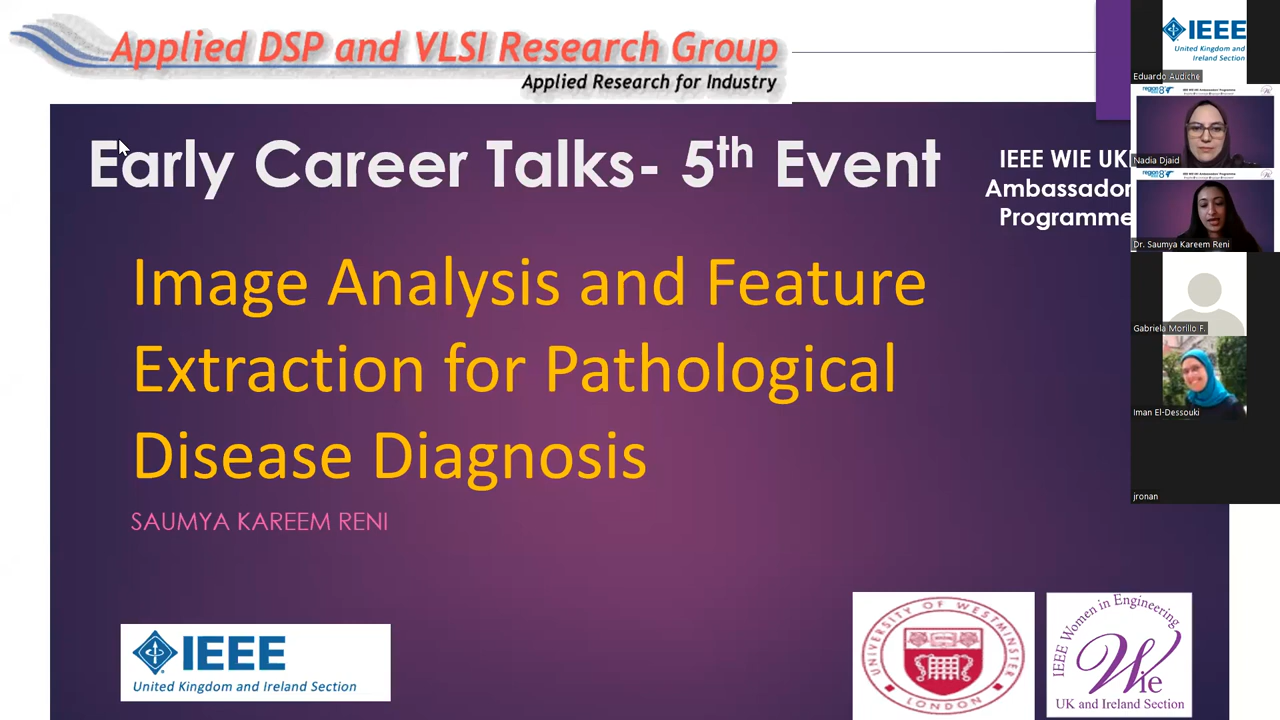 Applied DSP and VLSI Research Group
Applied Research for Industry
Early Career Talks- 5th Event
IEEE WIE UKI
Ambassador
Programme
Image Analysis and Feature
Extraction for Pathological
Disease Diagnosis
SAUMYA KAREEM RENI
IEEE
United Kingdom and Ireland Section
UNIVERSITY OF WESTMINSTER
LONDON
IEEE Women in Engineering
Wie
UK and Ireland Section
IEEE
United Kingdom and
Ireland Section
Eduardo Audiche
Nadia Djaid
Dr. Saumya Kareem Reni
Gabriela Morillo F.
Iman El-Dessouki
jronan